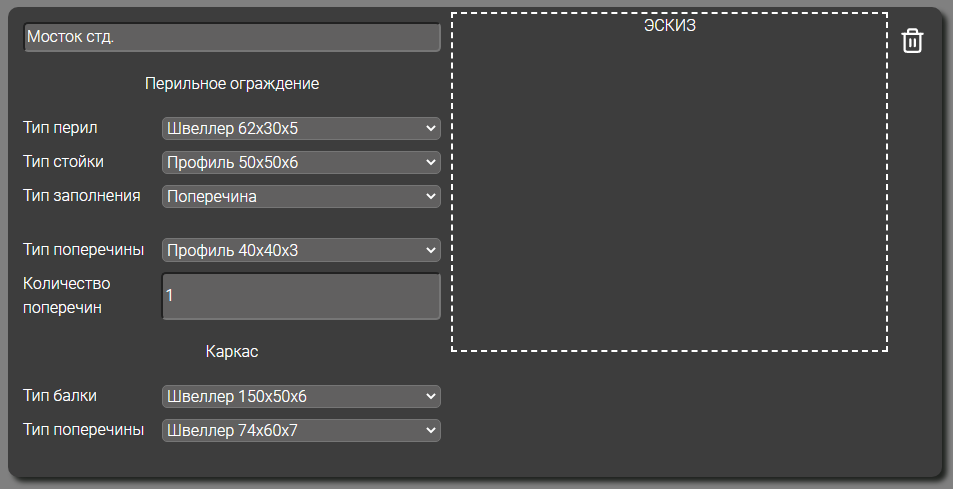 Мосток стд.
ЭСКИЗ
Перильное ограждение
Тип перил Швеллер 62x30x5
Тип стойки Профиль 50x50x6
Тип заполнения Поперечина
Тип поперечины Профиль 40x40x3
Количество
поперечин 1
Каркас
Тип балки Швеллер 150x50x6
Тип поперечины Швеллер 74x60x7